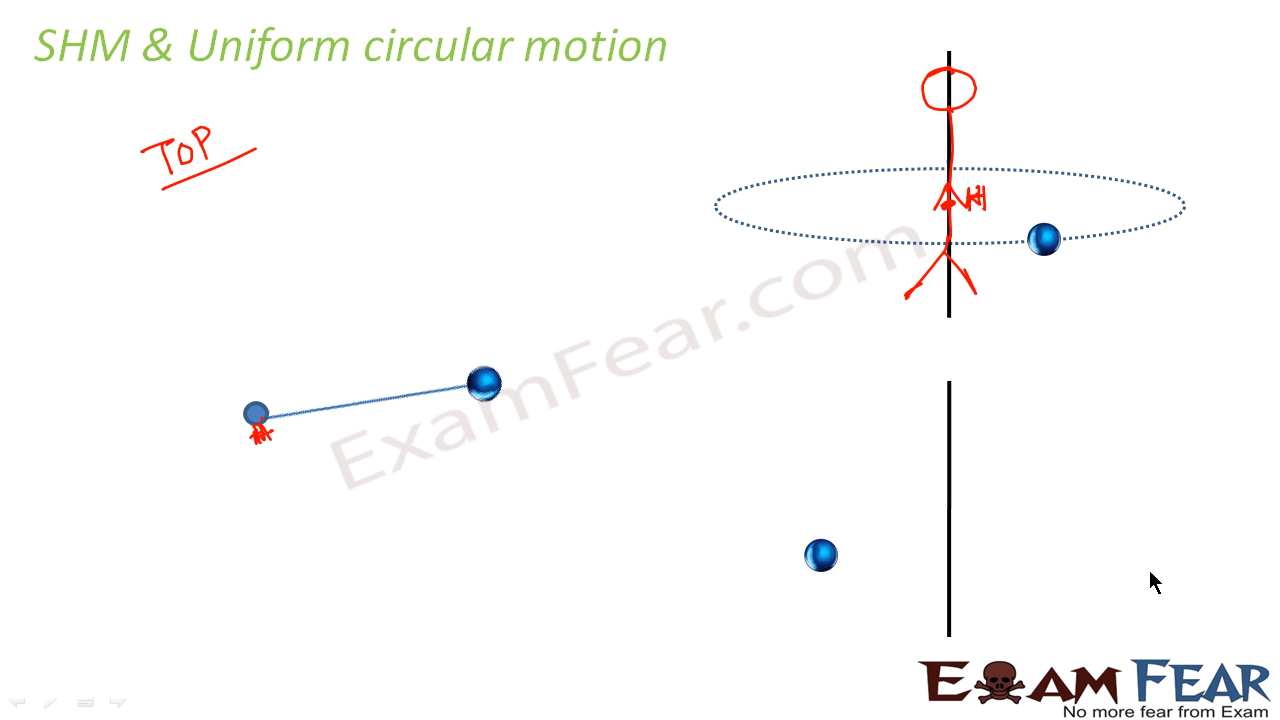 SHM & Uniform circular motion
TOP
ExamFear.com
EXAM FEAR
No more fear from Exam